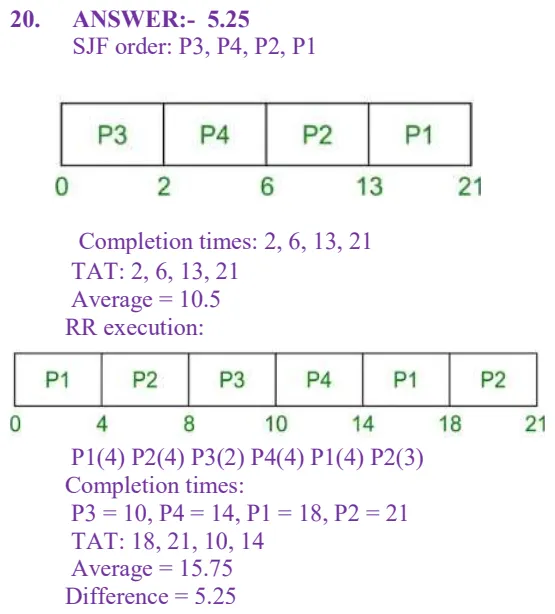 20. ANSWER:- 5.25
SJF order: P3, P4, P2, P1
P3 P4 P2 P1
0 2 6 13 21
Completion times: 2, 6, 13, 21
TAT: 2, 6, 13, 21
Average = 10.5
RR execution:
P1 P2 P3 P4 P1 P2
0 4 8 10 14 18 21
P1(4) P2(4) P3(2) P4(4) P1(4) P2(3)
Completion times:
P3 = 10, P4 = 14, P1 = 18, P2 = 21
TAT: 18, 21, 10, 14
Average = 15.75
Difference = 5.25